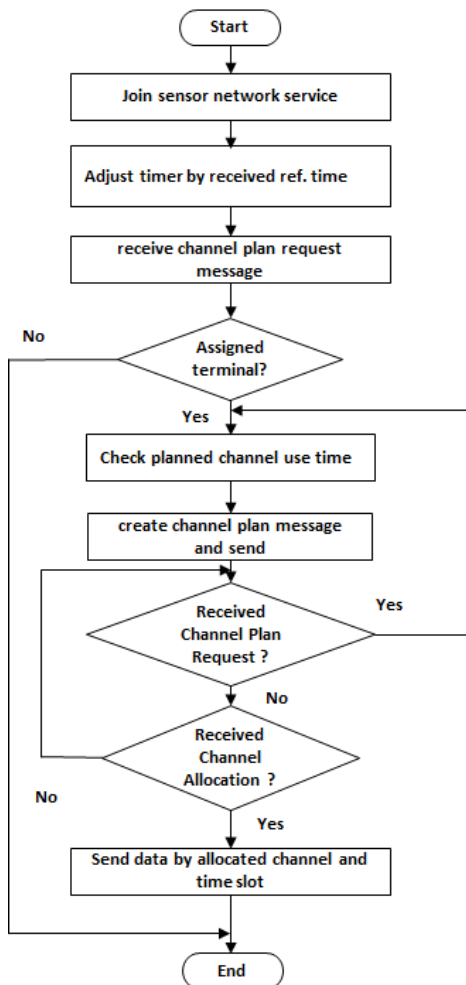 Start
Join sensor network service
Adjust timer by received ref. time
receive channel plan request
message
No
Assigned
terminal?
Yes
Check planned channel use time
create channel plan message
and send
Received
Channel Plan
Request ?
Yes
No
Received
Channel
Allocation ?
No
Yes
Send data by allocated channel and
time slot
End